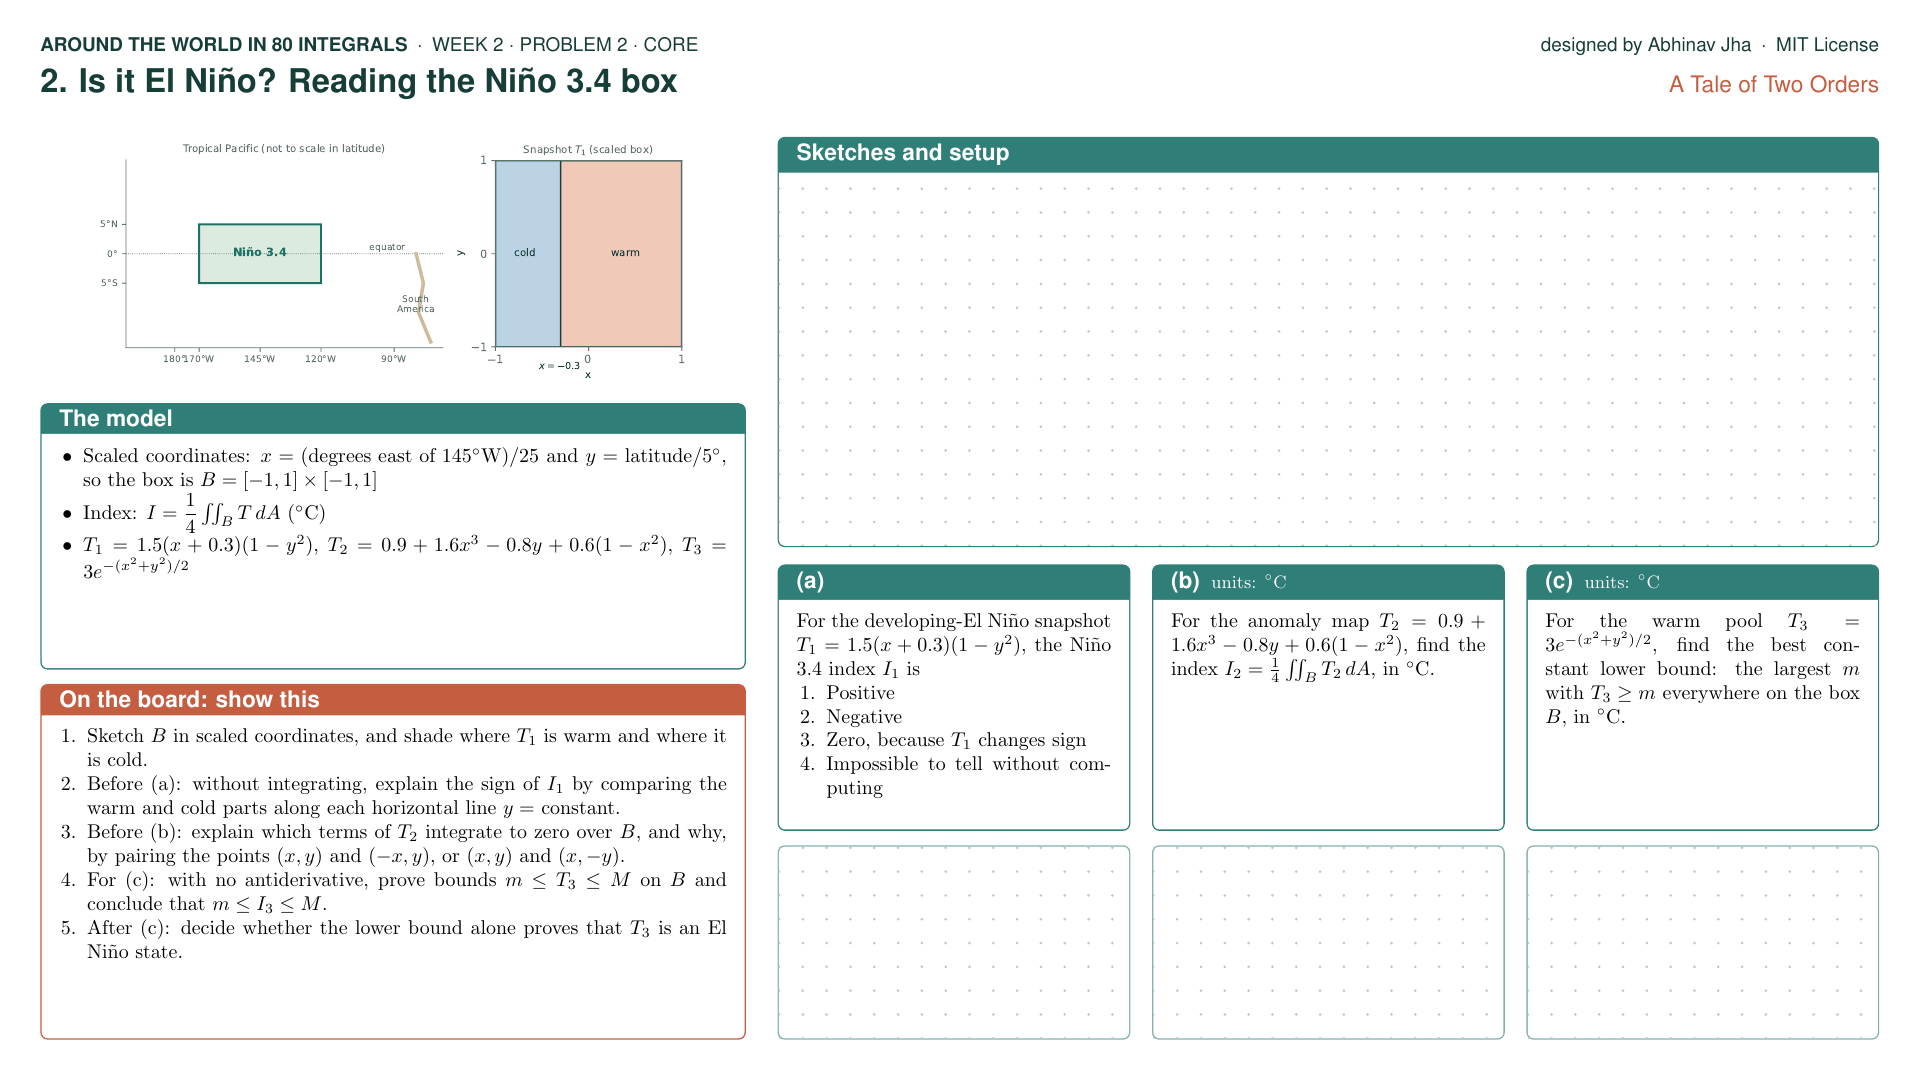 AROUND THE WORLD IN 80 INTEGRALS · WEEK 2 · PROBLEM 2 · CORE
designed by Abhinav Jha · MIT License
2. Is it El Niño? Reading the Niño 3.4 box
A Tale of Two Orders
Tropical Pacific (not to scale in latitude)
5°N
0°
5°S
Niño 3.4
equator
South
America
180°
170°W
145°W
120°W
90°W
Snapshot T₁ (scaled box)
1
0
−1
y
cold
warm
−1
0
1
x = −0.3
x
The model
• Scaled coordinates: x = (degrees east of 145°W)/25 and y = latitude/5°,
so the box is B = [−1, 1] × [−1, 1]
• Index: I = 1/4 ∬_B T dA (°C)
• T₁ = 1.5(x + 0.3)(1 − y²), T₂ = 0.9 + 1.6x³ − 0.8y + 0.6(1 − x²), T₃ =
3e^{−(x²+y²)/2}
On the board: show this
1. Sketch B in scaled coordinates, and shade where T₁ is warm and where it
is cold.
2. Before (a): without integrating, explain the sign of I₁ by comparing the
warm and cold parts along each horizontal line y = constant.
3. Before (b): explain which terms of T₂ integrate to zero over B, and why,
by pairing the points (x, y) and (−x, y), or (x, y) and (x, −y).
4. For (c): with no antiderivative, prove bounds m ≤ T₃ ≤ M on B and
conclude that m ≤ I₃ ≤ M.
5. After (c): decide whether the lower bound alone proves that T₃ is an El
Niño state.
Sketches and setup
(a)
For the developing-El Niño snapshot
T₁ = 1.5(x + 0.3)(1 − y²), the Niño
3.4 index I₁ is
1. Positive
2. Negative
3. Zero, because T₁ changes sign
4. Impossible to tell without com-
puting
(b) units: °C
For the anomaly map T₂ = 0.9 +
1.6x³ − 0.8y + 0.6(1 − x²), find the
index I₂ = 1/4 ∬_B T₂ dA, in °C.
(c) units: °C
For the warm pool T₃ =
3e^{−(x²+y²)/2}, find the best con-
stant lower bound: the largest m
with T₃ ≥ m everywhere on the box
B, in °C.